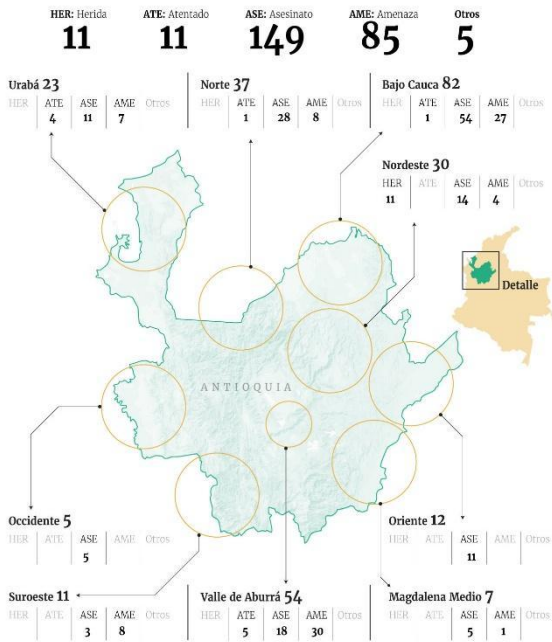 HER: Herida ATE: Atentado ASE: Asesinato AME: Amenaza Otros
11 11 149 85 5
Urabá 23 Norte 37 Bajo Cauca 82
HER ATE ASE AME Otros HER ATE ASE AME Otros HER ATE ASE AME Otros
4 11 7 1 28 8 1 54 27
Nordeste 30
HER ATE ASE AME Otros
11 14 4
Detalle
ANTIOQUIA
Occidente 5 Oriente 12
HER ATE ASE AME Otros HER ATE ASE AME Otros
5 11
Suroeste 11 Valle de Aburrá 54 Magdalena Medio 7
HER ATE ASE AME Otros HER ATE ASE AME Otros HER ATE ASE AME Otros
3 8 5 18 30 5 1